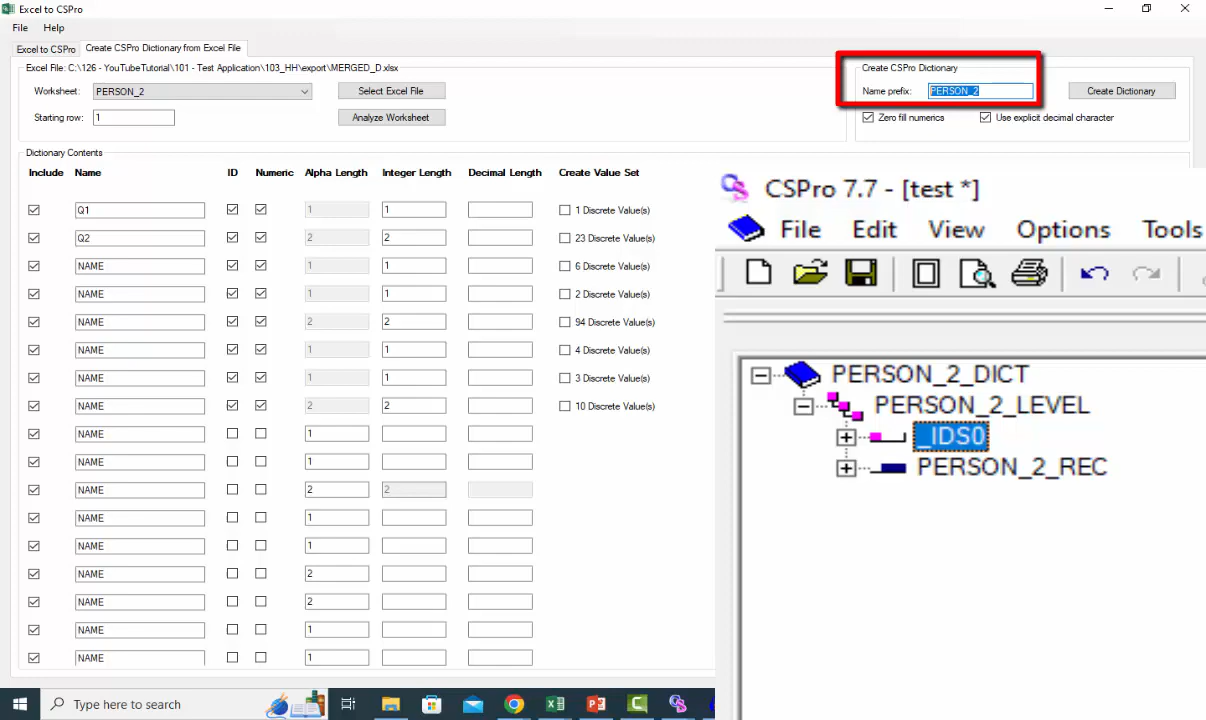 Excel to CSPro
File Help
Excel to CSPro Create CSPro Dictionary from Excel File
Excel File: C:\126 - YouTubeTutorial\101 - Test Application\103_HH\export\MERGED_D.xlsx
Worksheet: PERSON_2 Select Excel File
Starting row: 1 Analyze Worksheet
Create CSPro Dictionary
Name prefix: PERSON_2 Create Dictionary
Zero fill numerics Use explicit decimal character
Dictionary Contents
Include Name ID Numeric Alpha Length Integer Length Decimal Length Create Value Set
Q1 1 1 1 Discrete Value(s)
Q2 2 2 23 Discrete Value(s)
NAME 1 1 6 Discrete Value(s)
NAME 1 1 2 Discrete Value(s)
NAME 2 2 94 Discrete Value(s)
NAME 1 1 4 Discrete Value(s)
NAME 1 1 3 Discrete Value(s)
NAME 2 2 10 Discrete Value(s)
NAME 1
NAME 1
NAME 2 2
NAME 1
NAME 1
NAME 2
NAME 2
NAME 1
NAME 1
CSPro 7.7 - [test *]
File Edit View Options Tools
PERSON_2_DICT
PERSON_2_LEVEL
_IDS0
PERSON_2_REC
Type here to search